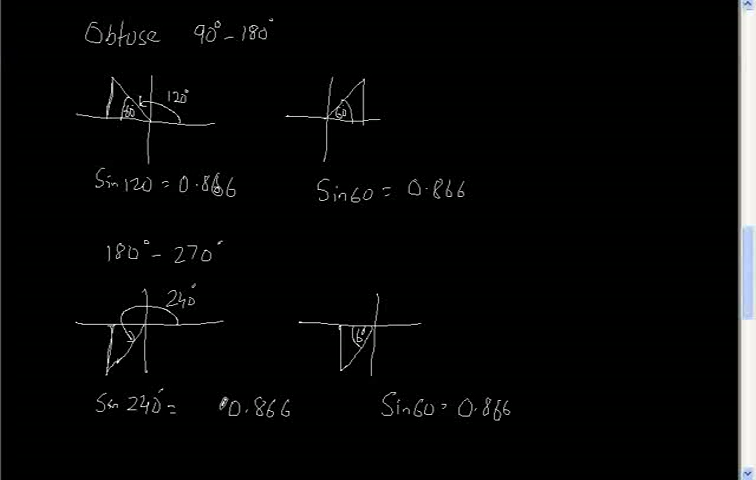 Obtuse 90° - 180°
120°
60
60
Sin 120 = 0.866
Sin 60 = 0.866
180° - 270°
240°
60
Sin 240° = 0.866
Sin 60 = 0.866